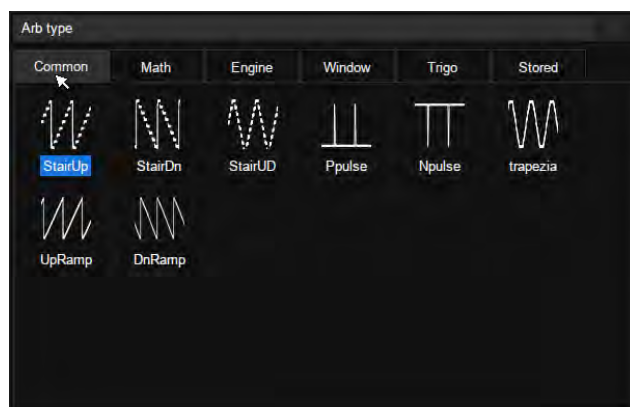 Arb type
Common Math Engine Window Trigo Stored
StairUp StairDn StairUD Ppulse Npulse trapezia
UpRamp DnRamp